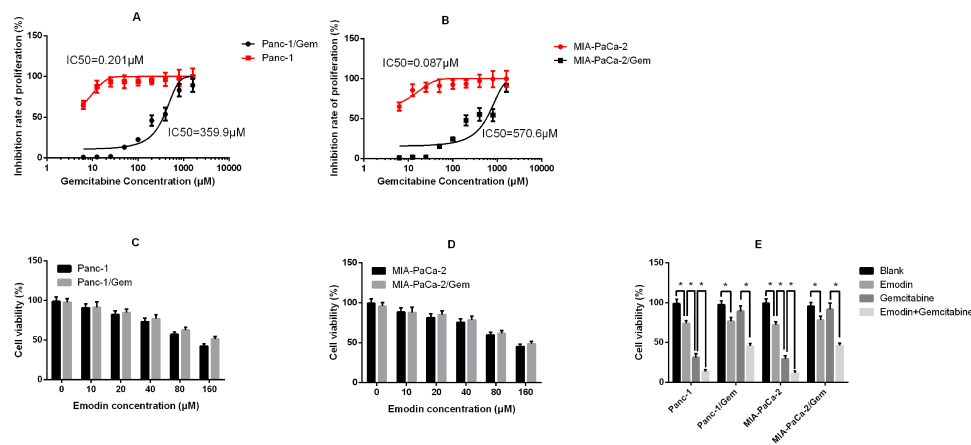 A
Inhibition rate of proliferation (%)
150
100
50
0
IC50=0.201μM
IC50=359.9μM
Panc-1/Gem
Panc-1
1 10 100 1000 10000
Gemcitabine Concentration (μM)
B
Inhibition rate of proliferation (%)
150
100
50
0
IC50=0.087μM
IC50=570.6μM
MIA-PaCa-2
MIA-PaCa-2/Gem
1 10 100 1000 10000
Gemcitabine Concentration (μM)
C
Cell viability (%)
150
100
50
0
Panc-1
Panc-1/Gem
0 10 20 40 80 160
Emodin concentration (μM)
D
Cell viability (%)
150
100
50
0
MIA-PaCa-2
MIA-PaCa-2/Gem
0 10 20 40 80 160
Emodin concentration (μM)
E
Cell viability (%)
150
100
50
0
* * * * * * * * * *
Blank
Emodin
Gemcitabine
Emodin+Gemcitabine
Panc-1
Panc-1/Gem
MIA-PaCa-2
MIA-PaCa-2/Gem